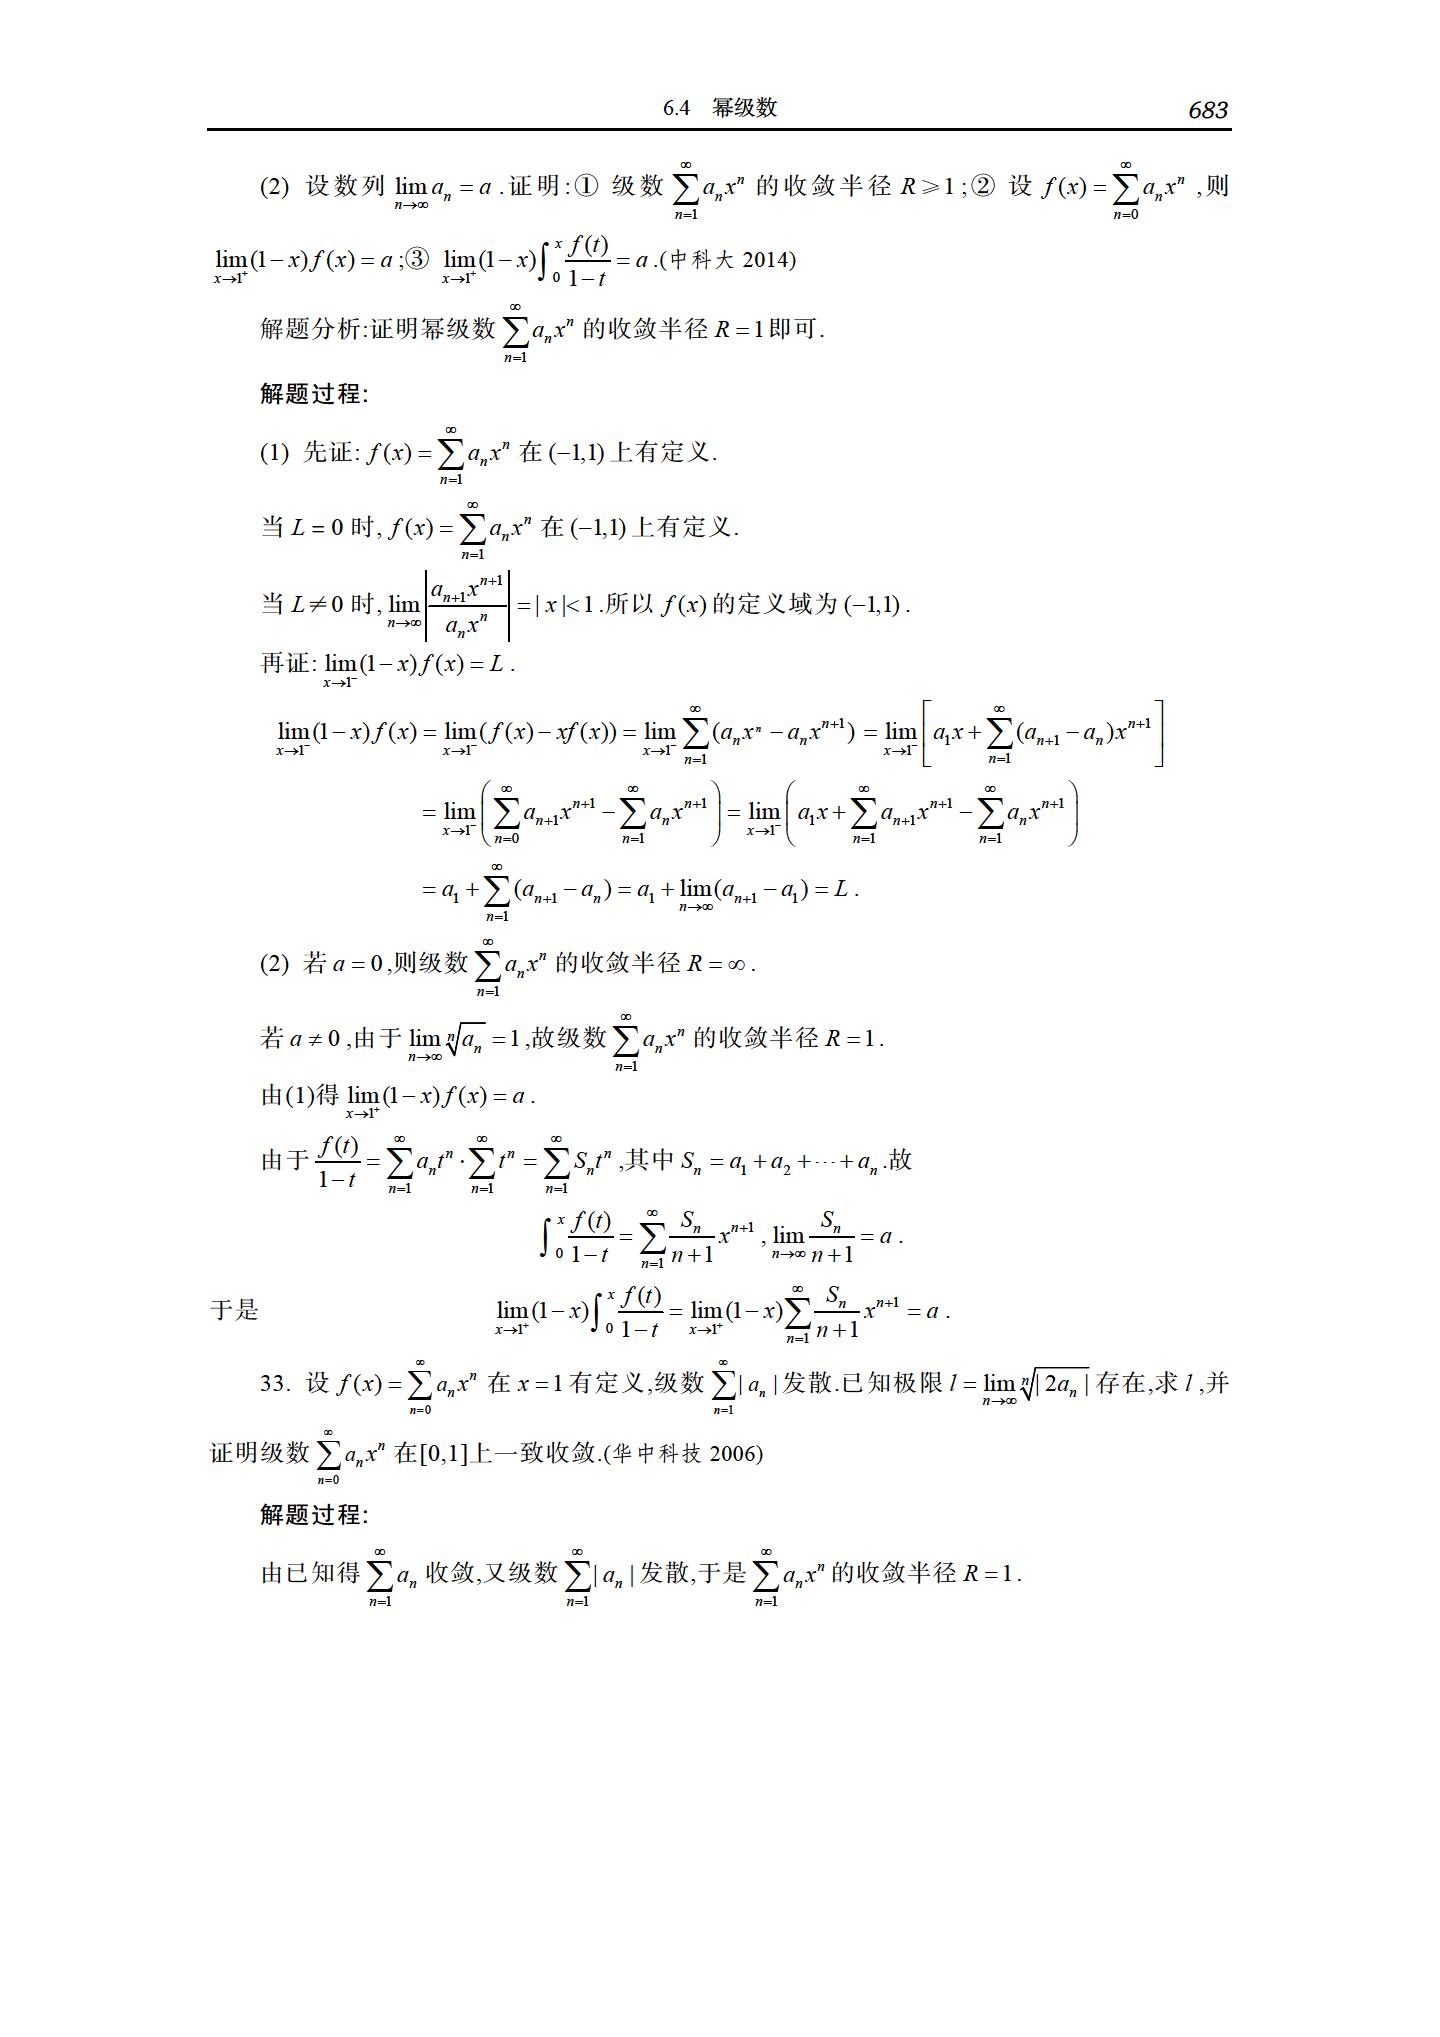 6.4 幂级数 683
(2) 设数列 $\lim_{n\to\infty} a_n = a$ .证明:① 级数 $\sum_{n=1}^{\infty} a_n x^n$ 的收敛半径 $R \geqslant 1$ ;② 设 $f(x) = \sum_{n=0}^{\infty} a_n x^n$ ,则
$\lim_{x\to 1^+}(1-x)f(x) = a$ ;③ $\lim_{x\to 1^+}(1-x)\int_0^x \frac{f(t)}{1-t} = a$ .(中科大 2014)
解题分析:证明幂级数 $\sum_{n=1}^{\infty} a_n x^n$ 的收敛半径 $R = 1$ 即可.
解题过程:
(1) 先证: $f(x) = \sum_{n=1}^{\infty} a_n x^n$ 在 $(-1,1)$ 上有定义.
当 $L = 0$ 时, $f(x) = \sum_{n=1}^{\infty} a_n x^n$ 在 $(-1,1)$ 上有定义.
当 $L \neq 0$ 时, $\lim_{n\to\infty} \left| \frac{a_{n+1}x^{n+1}}{a_n x^n} \right| = |x| < 1$ .所以 $f(x)$ 的定义域为 $(-1,1)$ .
再证: $\lim_{x\to 1^-}(1-x)f(x) = L$ .
$\lim_{x\to 1^-}(1-x)f(x) = \lim_{x\to 1^-}(f(x) - xf(x)) = \lim_{x\to 1^-} \sum_{n=1}^{\infty}(a_n x^n - a_n x^{n+1}) = \lim_{x\to 1^-} \left[ a_1 x + \sum_{n=1}^{\infty}(a_{n+1} - a_n)x^{n+1} \right]$
$= \lim_{x\to 1^-} \left( \sum_{n=0}^{\infty} a_{n+1}x^{n+1} - \sum_{n=1}^{\infty} a_n x^{n+1} \right) = \lim_{x\to 1^-} \left( a_1 x + \sum_{n=1}^{\infty} a_{n+1}x^{n+1} - \sum_{n=1}^{\infty} a_n x^{n+1} \right)$
$= a_1 + \sum_{n=1}^{\infty}(a_{n+1} - a_n) = a_1 + \lim_{n\to\infty}(a_{n+1} - a_1) = L$ .
(2) 若 $a = 0$ ,则级数 $\sum_{n=1}^{\infty} a_n x^n$ 的收敛半径 $R = \infty$ .
若 $a \neq 0$ ,由于 $\lim_{n\to\infty} \sqrt[n]{a_n} = 1$ ,故级数 $\sum_{n=1}^{\infty} a_n x^n$ 的收敛半径 $R = 1$ .
由(1)得 $\lim_{x\to 1^+}(1-x)f(x) = a$ .
由于 $\frac{f(t)}{1-t} = \sum_{n=1}^{\infty} a_n t^n \cdot \sum_{n=1}^{\infty} t^n = \sum_{n=1}^{\infty} S_n t^n$ ,其中 $S_n = a_1 + a_2 + \cdots + a_n$ .故
$\int_0^x \frac{f(t)}{1-t} = \sum_{n=1}^{\infty} \frac{S_n}{n+1} x^{n+1}$ , $\lim_{n\to\infty} \frac{S_n}{n+1} = a$ .
于是 $\lim_{x\to 1^+}(1-x)\int_0^x \frac{f(t)}{1-t} = \lim_{x\to 1^+}(1-x)\sum_{n=1}^{\infty} \frac{S_n}{n+1} x^{n+1} = a$ .
33. 设 $f(x) = \sum_{n=0}^{\infty} a_n x^n$ 在 $x = 1$ 有定义,级数 $\sum_{n=1}^{\infty} |a_n|$ 发散.已知极限 $l = \lim_{n\to\infty} \sqrt[n]{|2a_n|}$ 存在,求 $l$ ,并
证明级数 $\sum_{n=0}^{\infty} a_n x^n$ 在[0,1]上一致收敛.(华中科技 2006)
解题过程:
由已知得 $\sum_{n=1}^{\infty} a_n$ 收敛,又级数 $\sum_{n=1}^{\infty} |a_n|$ 发散,于是 $\sum_{n=1}^{\infty} a_n x^n$ 的收敛半径 $R = 1$ .